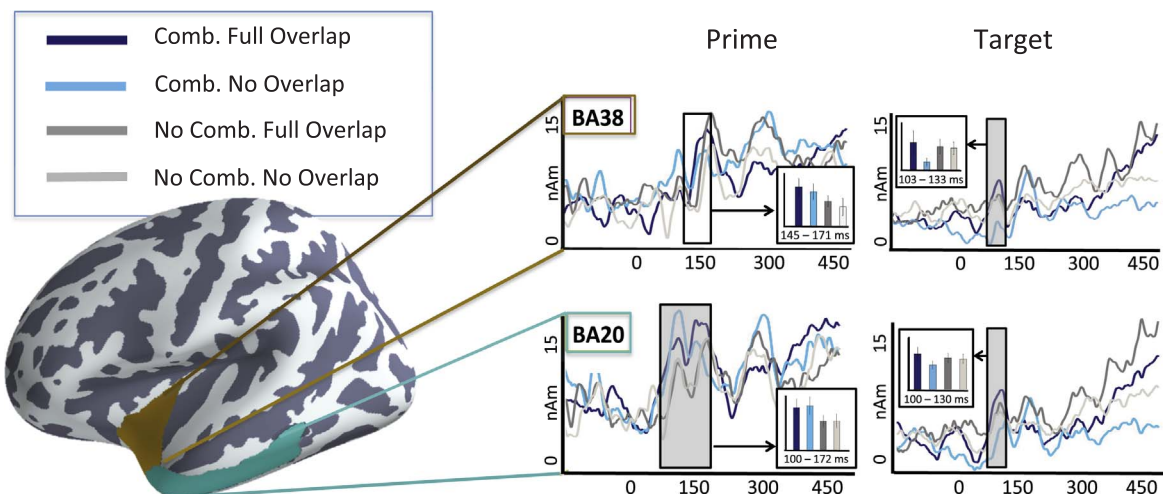 Comb. Full Overlap
Comb. No Overlap
No Comb. Full Overlap
No Comb. No Overlap
Prime
Target
BA38
15
nAm
0
145 – 171 ms
0 150 300 450
15
nAm
0
103 – 133 ms
0 150 300 450
BA20
15
nAm
0
100 – 172 ms
0 150 300 450
15
nAm
0
100 – 130 ms
0 150 300 450